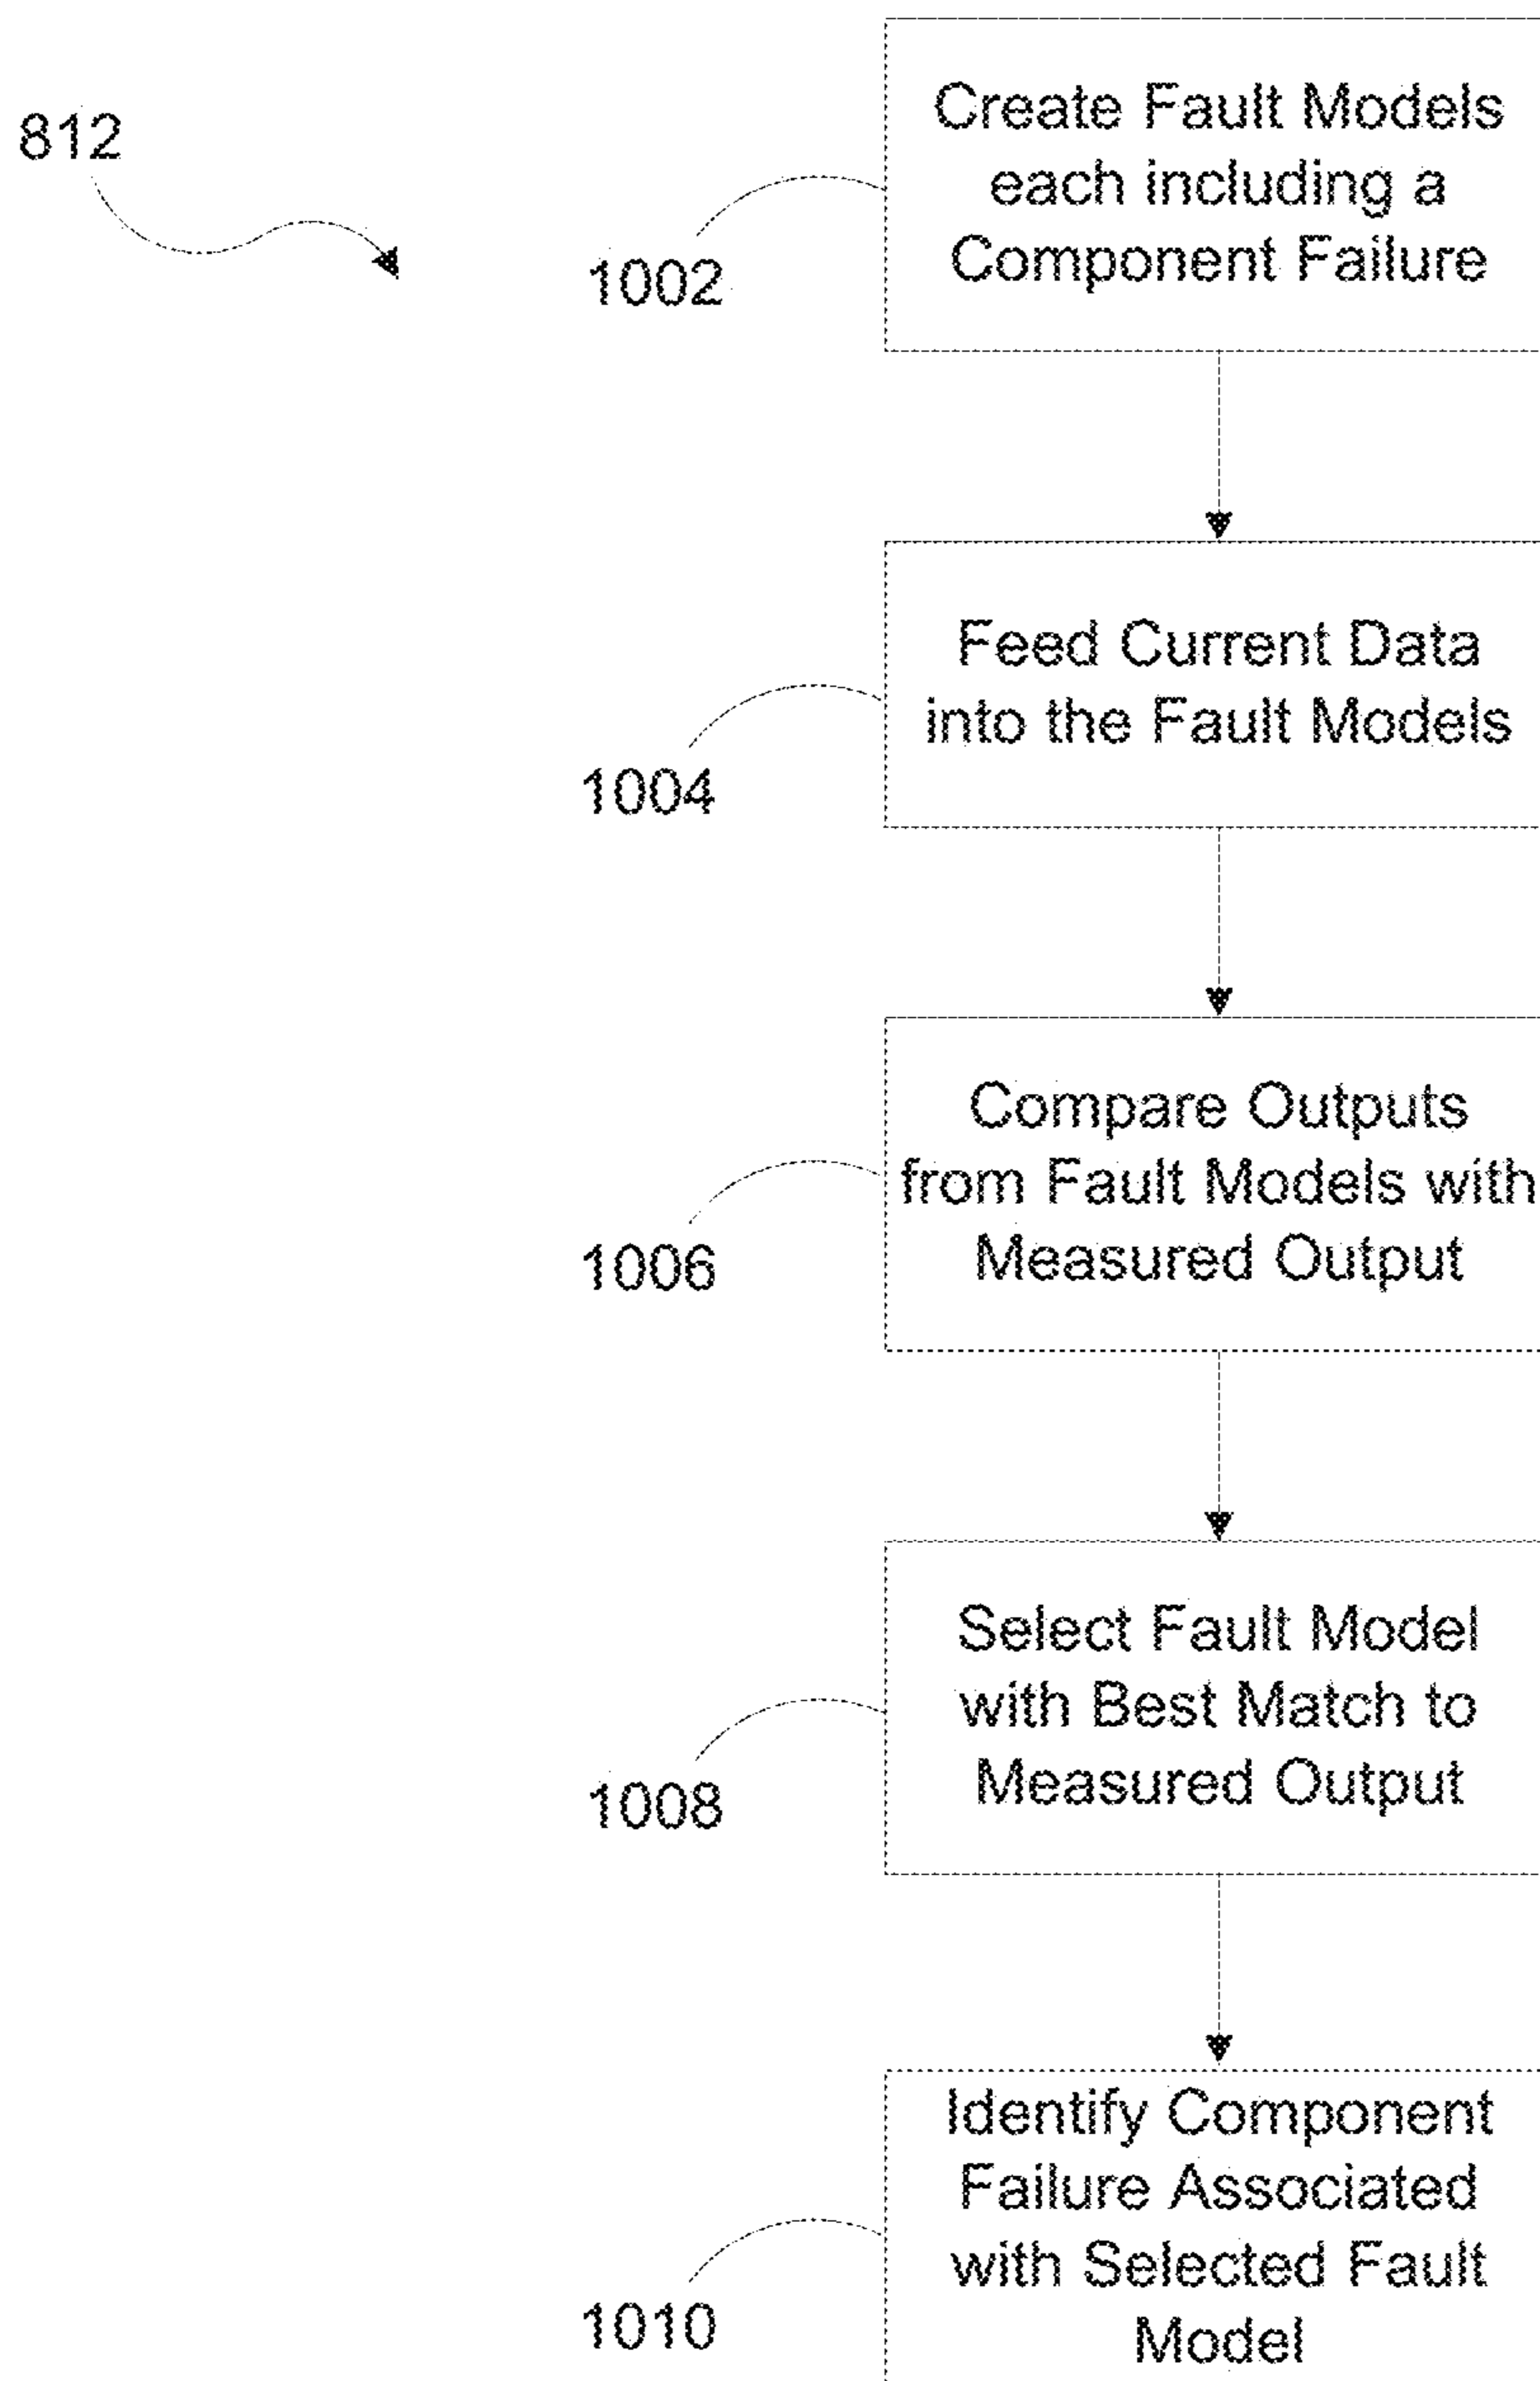 812
Create Fault Models
each including a
Component Failure
1002
Feed Current Data
into the Fault Models
1004
Compare Outputs
from Fault Models with
Measured Output
1006
Select Fault Model
with Best Match to
Measured Output
1008
Identify Component
Failure Associated
with Selected Fault
Model
1010